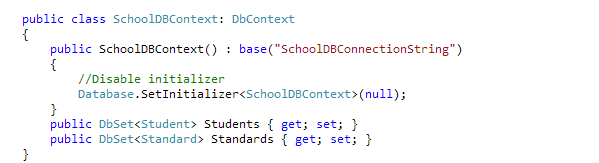 public class SchoolDBContext: DbContext
{
    public SchoolDBContext() : base("SchoolDBConnectionString")
    {
        //Disable initializer
        Database.SetInitializer<SchoolDBContext>(null);
    }
    public DbSet<Student> Students { get; set; }
    public DbSet<Standard> Standards { get; set; }
}